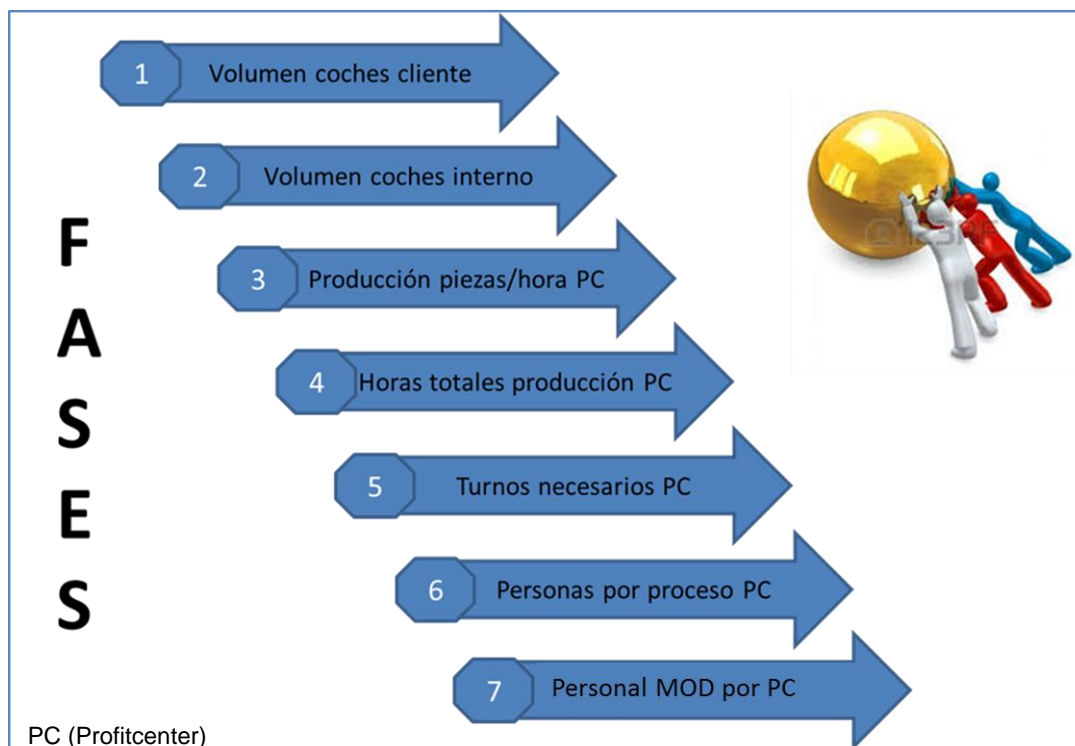 FASES
1 Volumen coches cliente
2 Volumen coches interno
3 Producción piezas/hora PC
4 Horas totales producción PC
5 Turnos necesarios PC
6 Personas por proceso PC
7 Personal MOD por PC
PC (Profitcenter)